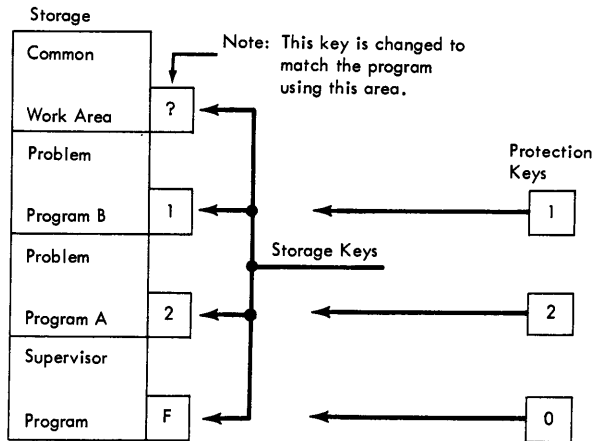 Storage
Common
Work Area
?
Note: This key is changed to
match the program
using this area.
Problem
Program B
1
Protection
Keys
1
Storage Keys
Problem
Program A
2
2
Supervisor
Program
F
0